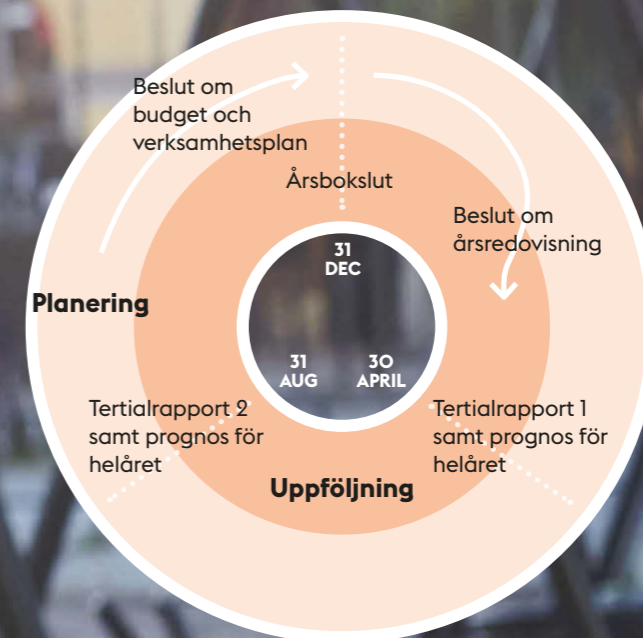 Beslut om
budget och
verksamhetsplan
Årsbokslut
Beslut om
årsredovisning
31
DEC
Planering
31
AUG
30
APRIL
Tertialrapport 2
samt prognos för
helåret
Tertialrapport 1
samt prognos för
helåret
Uppföljning